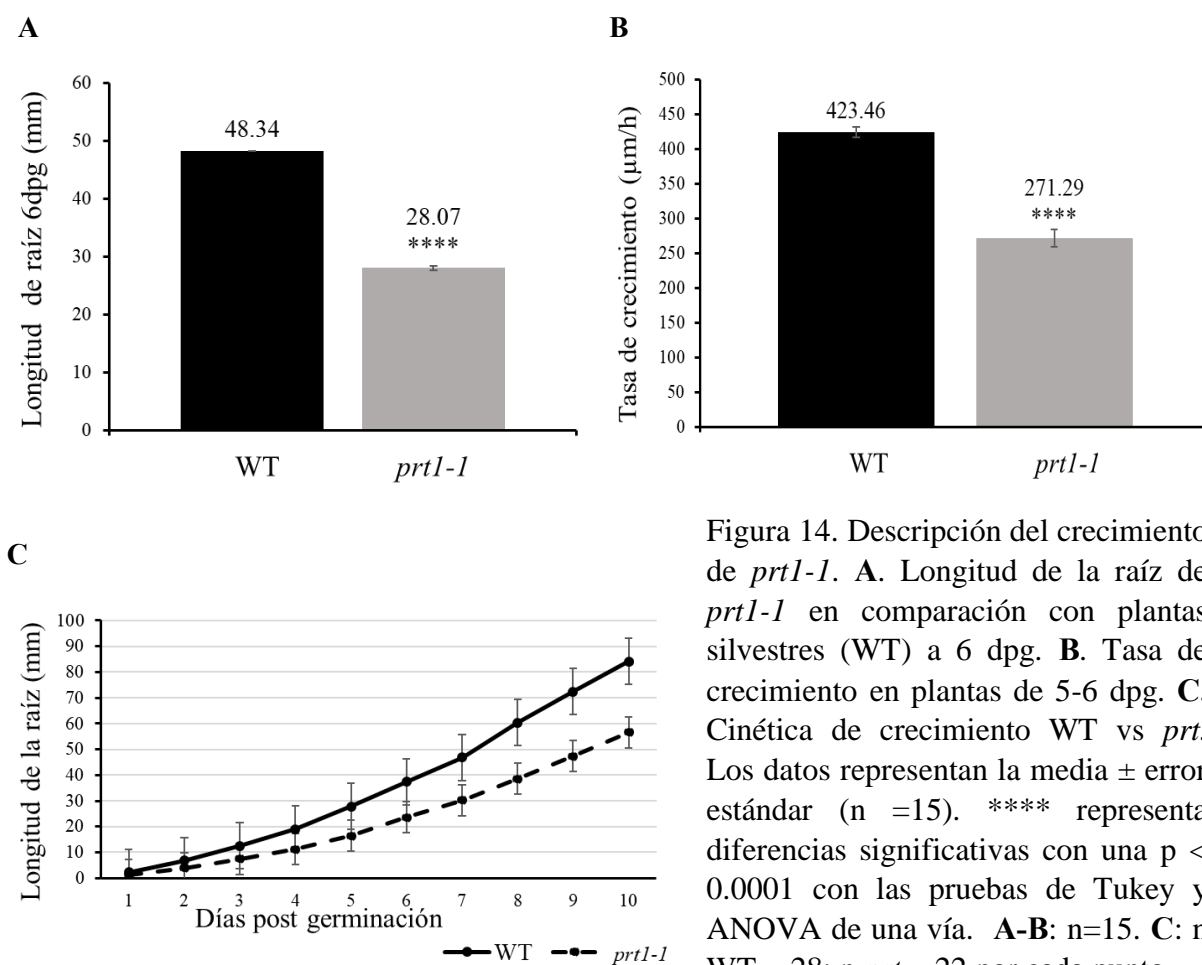 A
Longitud de raíz 6dpg (mm)
60
50
40
30
20
10
0
48.34
28.07
****
WT
prt1-1
B
Tasa de crecimiento (µm/h)
500
450
400
350
300
250
200
150
100
50
0
423.46
271.29
****
WT
prt1-1
C
Longitud de la raíz (mm)
100
90
80
70
60
50
40
30
20
10
0
1 2 3 4 5 6 7 8 9 10
Días post germinación
WT prt1-1
Figura 14. Descripción del crecimiento
de prt1-1. A. Longitud de la raíz de
prt1-1 en comparación con plantas
silvestres (WT) a 6 dpg. B. Tasa de
crecimiento en plantas de 5-6 dpg. C.
Cinética de crecimiento WT vs
Los datos representan la media ± error
estándar (n =15). **** representa
diferencias significativas con una p <
0.0001 con las pruebas de Tukey y
ANOVA de una vía. A-B: n=15. C: n